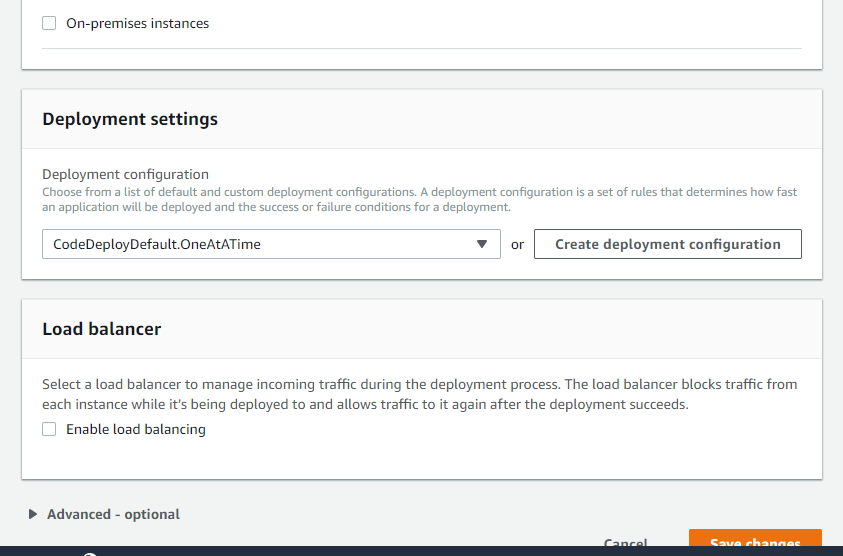 On-premises instances
Deployment settings
Deployment configuration
Choose from a list of default and custom deployment configurations. A deployment configuration is a set of rules that determines how fast
an application will be deployed and the success or failure conditions for a deployment.
CodeDeployDefault.OneAtATime
or
Create deployment configuration
Load balancer
Select a load balancer to manage incoming traffic during the deployment process. The load balancer blocks traffic from
each instance while it's being deployed to and allows traffic to it again after the deployment succeeds.
Enable load balancing
Advanced - optional
Cancel
Save changes